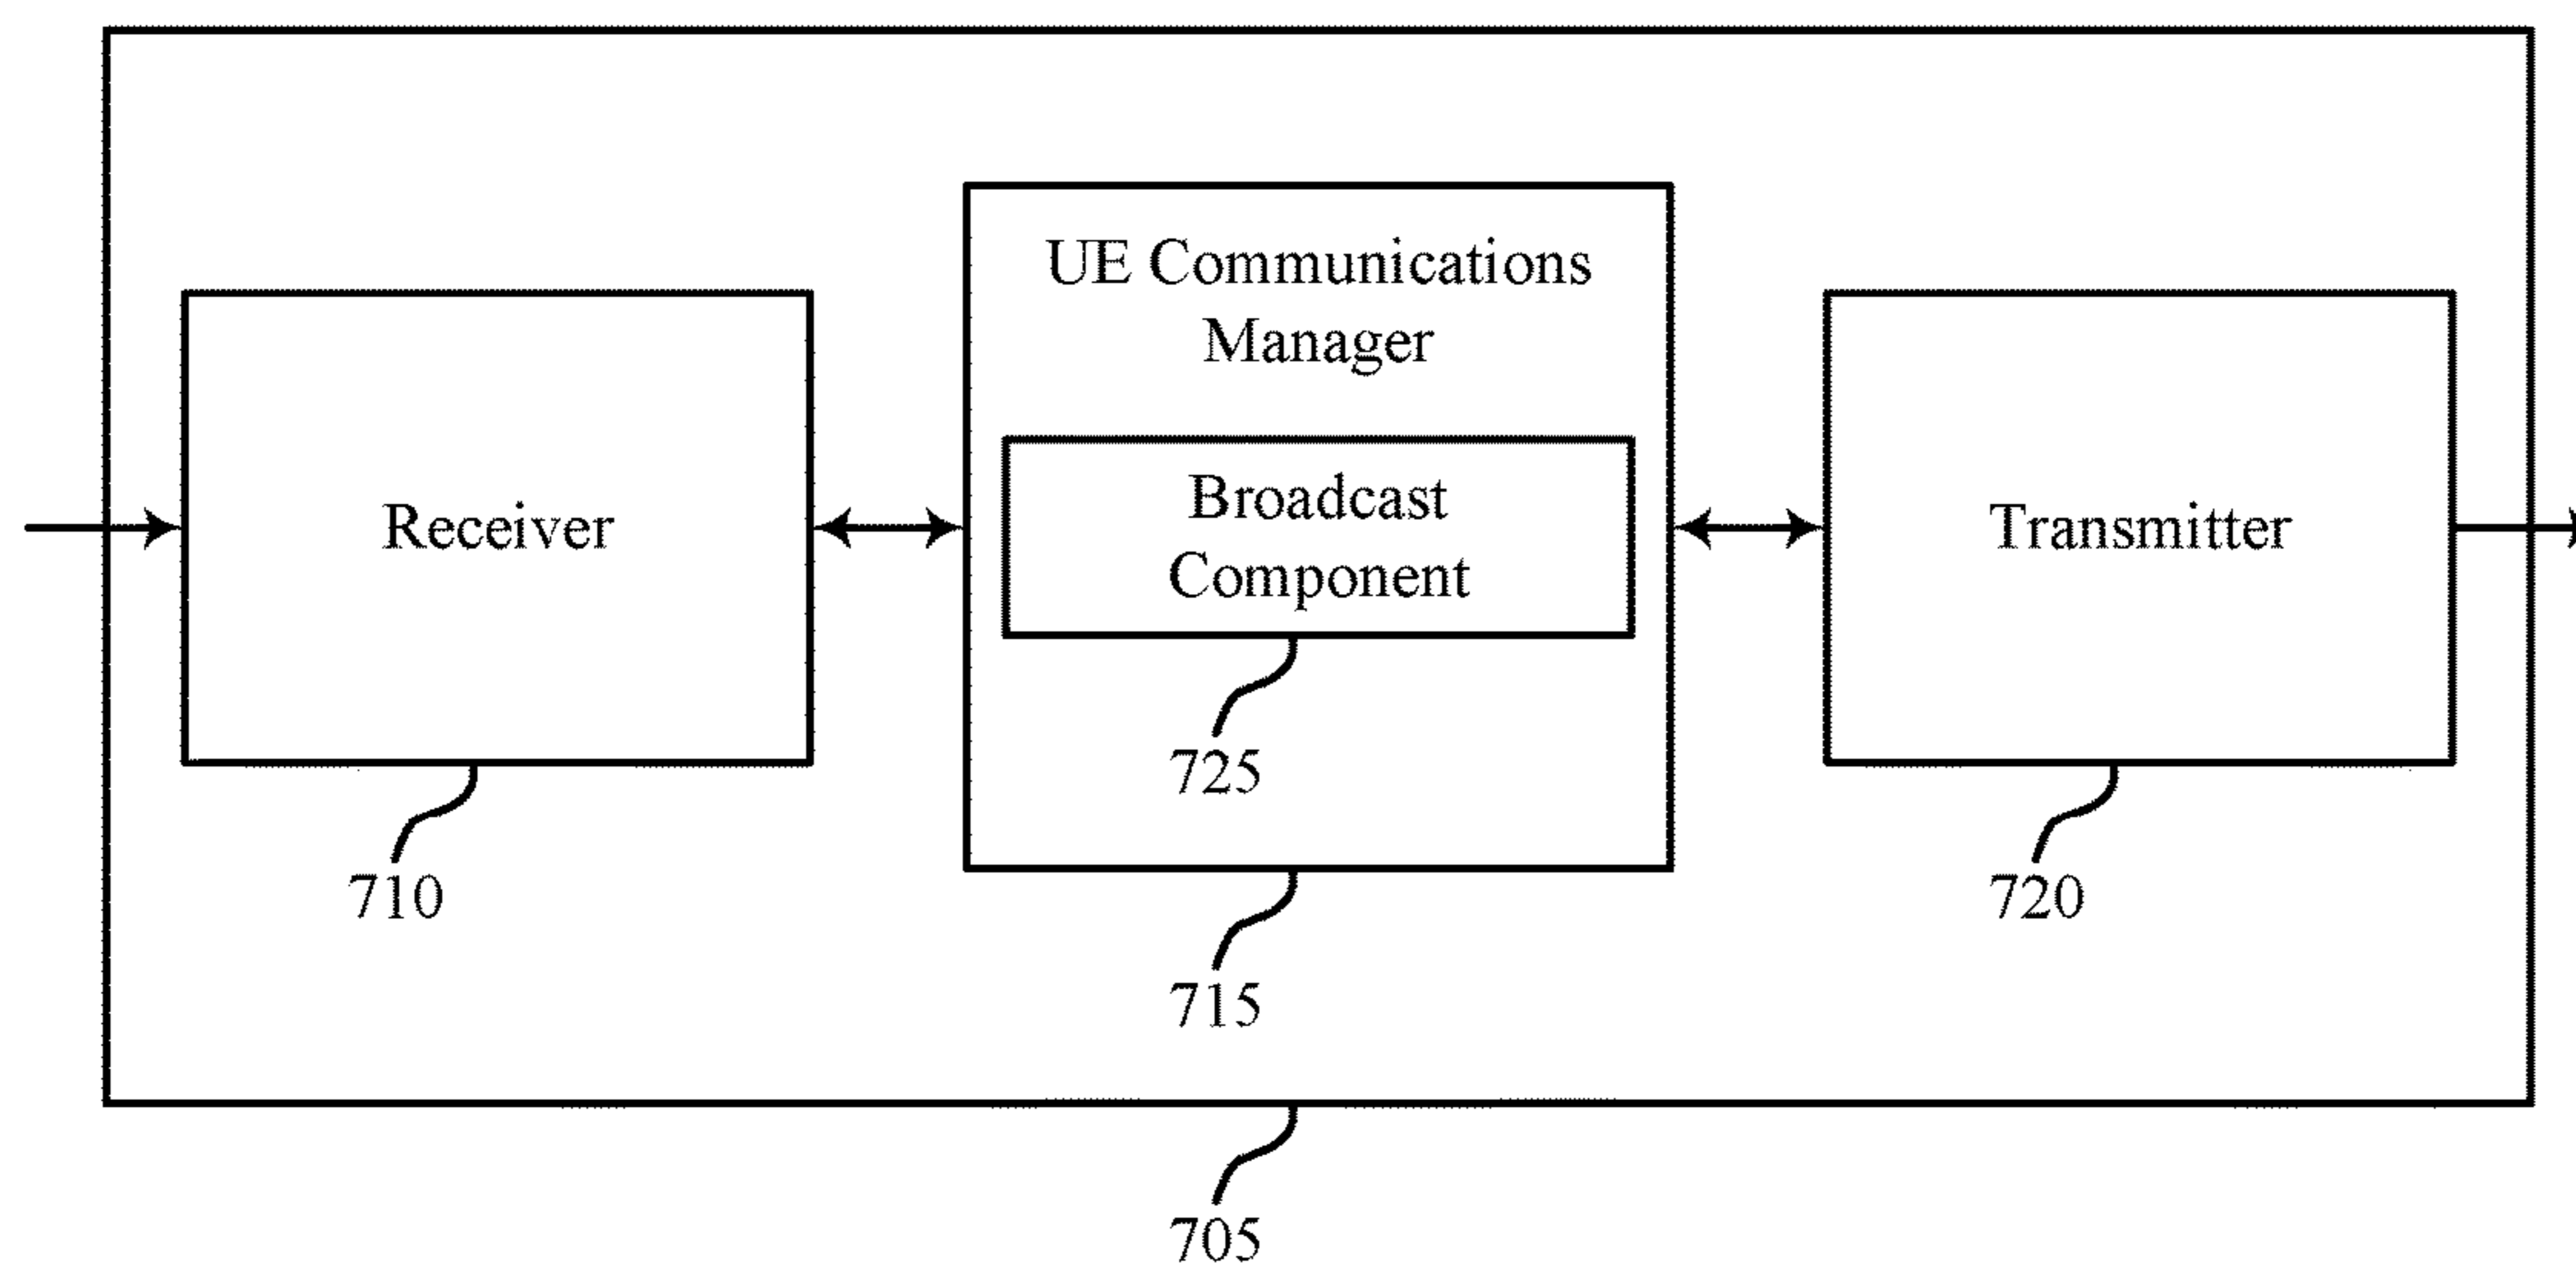 UE Communications
Manager
Receiver
Broadcast
Component
Transmitter
725
710
720
715
705